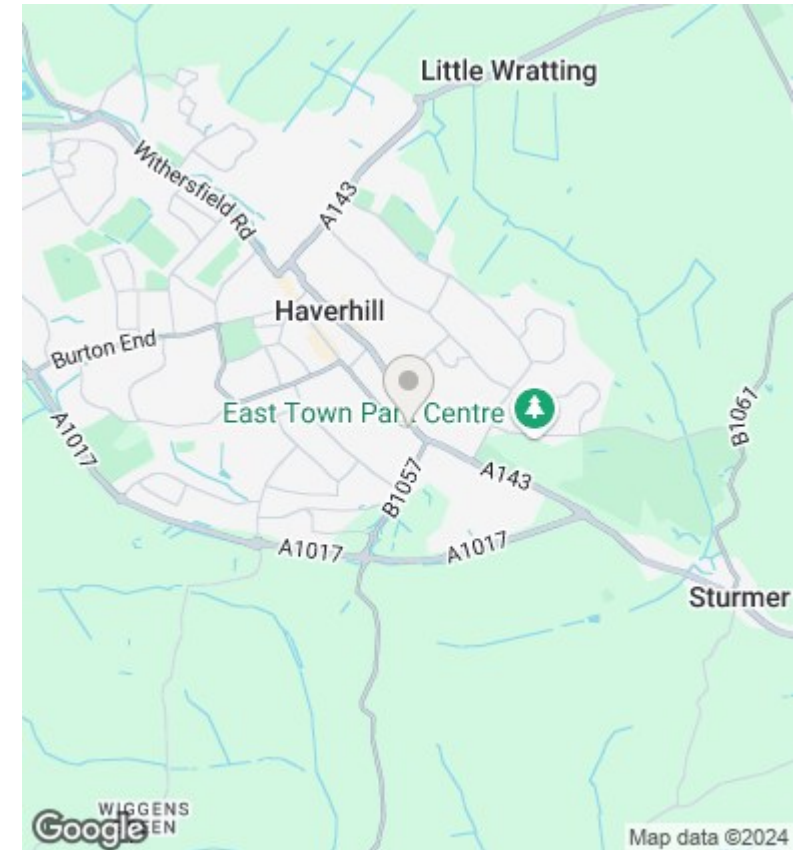 Little Wratting
Withersfield Rd
A143
Haverhill
Burton End
East Town Park Centre
A1017
B1061
B1057
A143
A1017
A1017
Sturmer
WIGGENS
Google
Map data ©2024